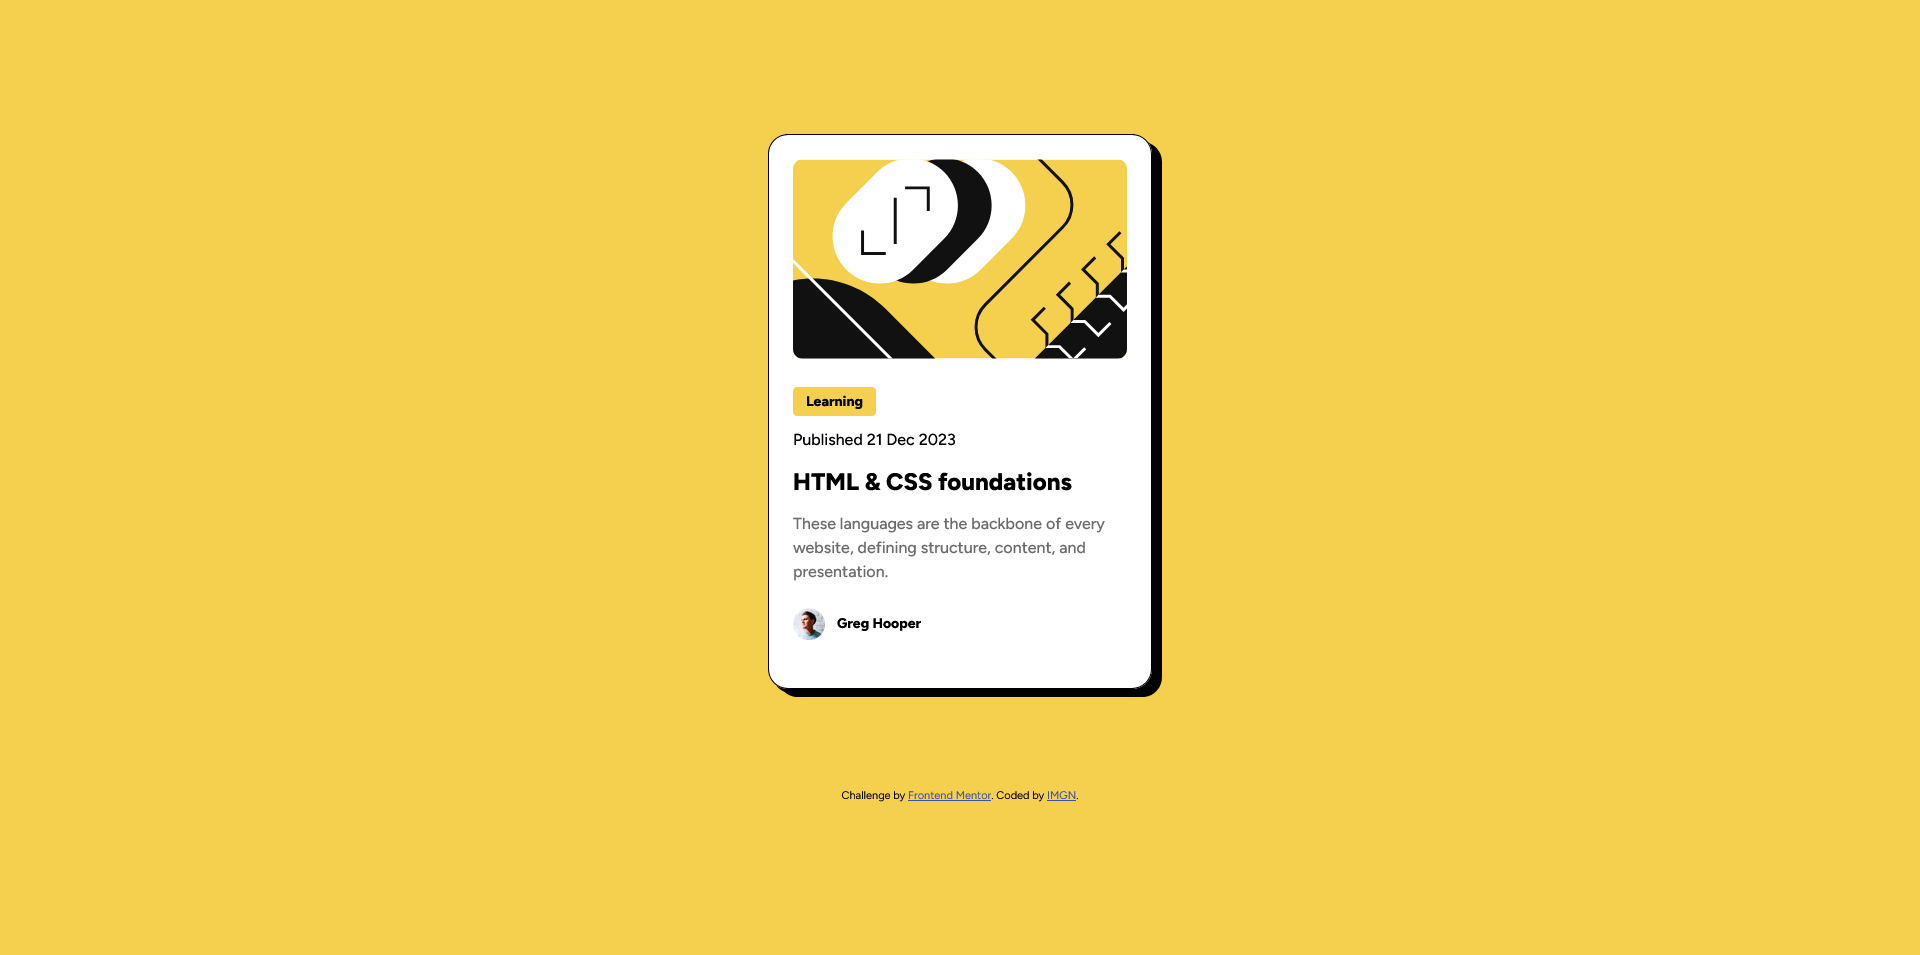 Learning
Published 21 Dec 2023
HTML & CSS foundations
These languages are the backbone of every
website, defining structure, content, and
presentation.
Greg Hooper
Challenge by Frontend Mentor. Coded by IMGN.